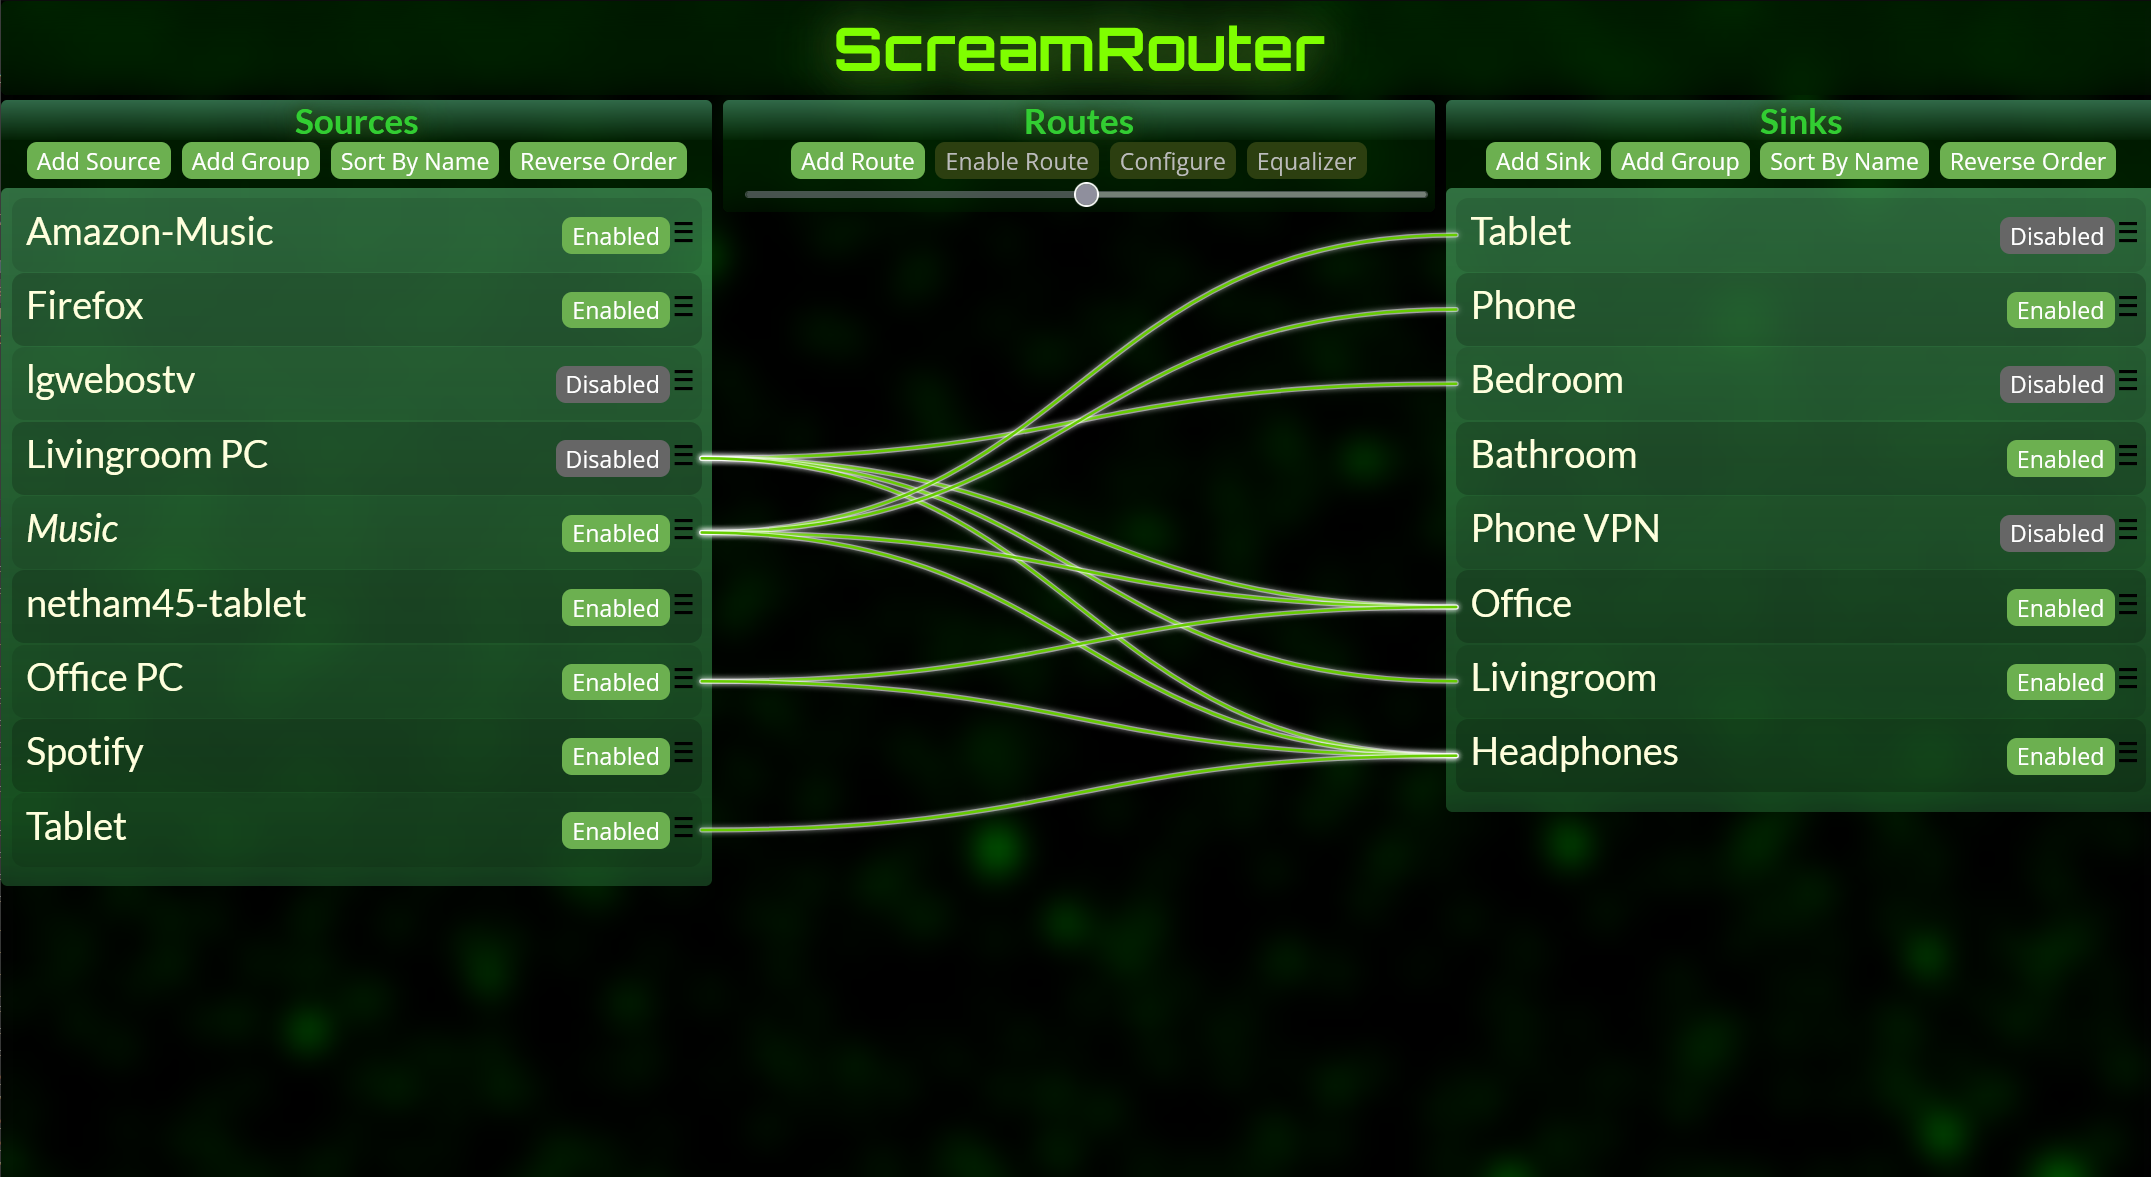 ScreamRouter
Sources
Add Source Add Group Sort By Name Reverse Order
Amazon-Music Enabled
Firefox Enabled
lgwebostv Disabled
Livingroom PC Disabled
Music Enabled
netham45-tablet Enabled
Office PC Enabled
Spotify Enabled
Tablet Enabled
Routes
Add Route Enable Route Configure Equalizer
Sinks
Add Sink Add Group Sort By Name Reverse Order
Tablet Disabled
Phone Enabled
Bedroom Disabled
Bathroom Enabled
Phone VPN Disabled
Office Enabled
Livingroom Enabled
Headphones Enabled